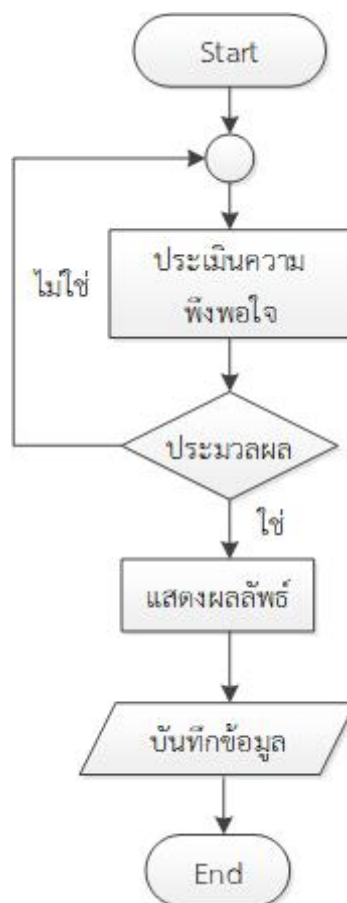 Start
ประเมินความ
พึงพอใจ
ไม่ใช่
ประมวลผล
ใช่
แสดงผลลัพธ์
บันทึกข้อมูล
End